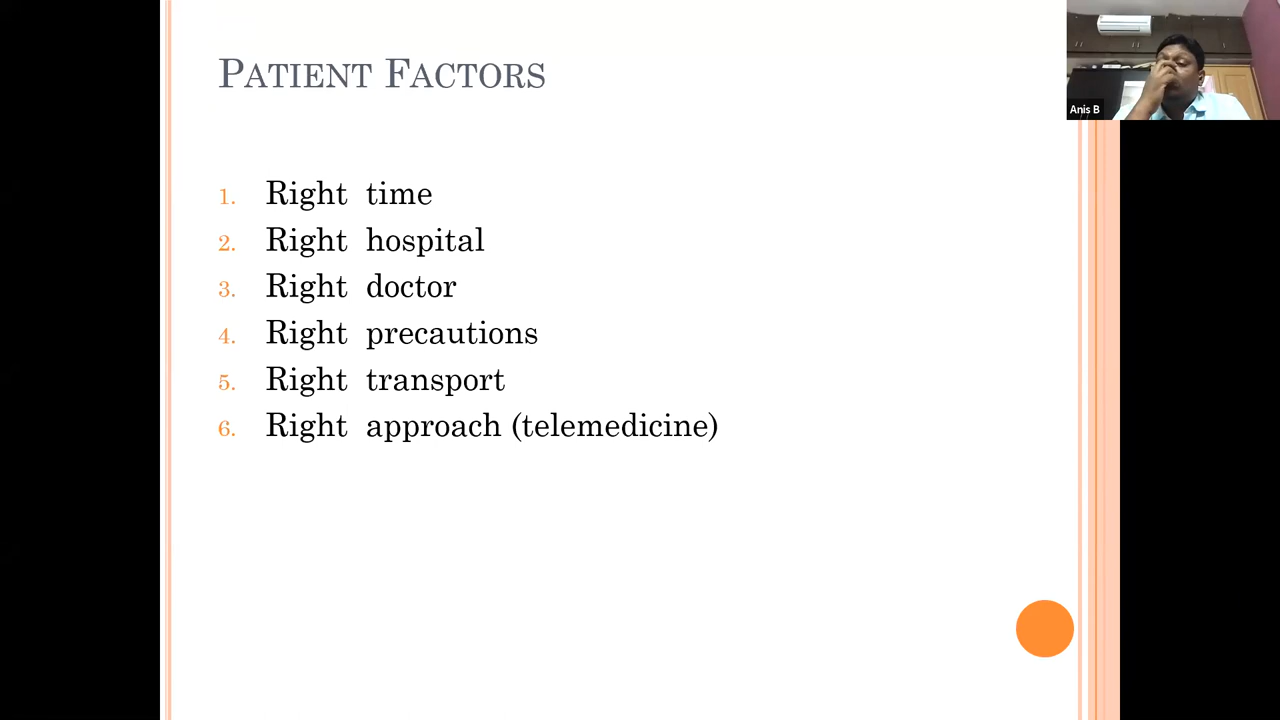 PATIENT FACTORS
1. Right time
2. Right hospital
3. Right doctor
4. Right precautions
5. Right transport
6. Right approach (telemedicine)
Anis B